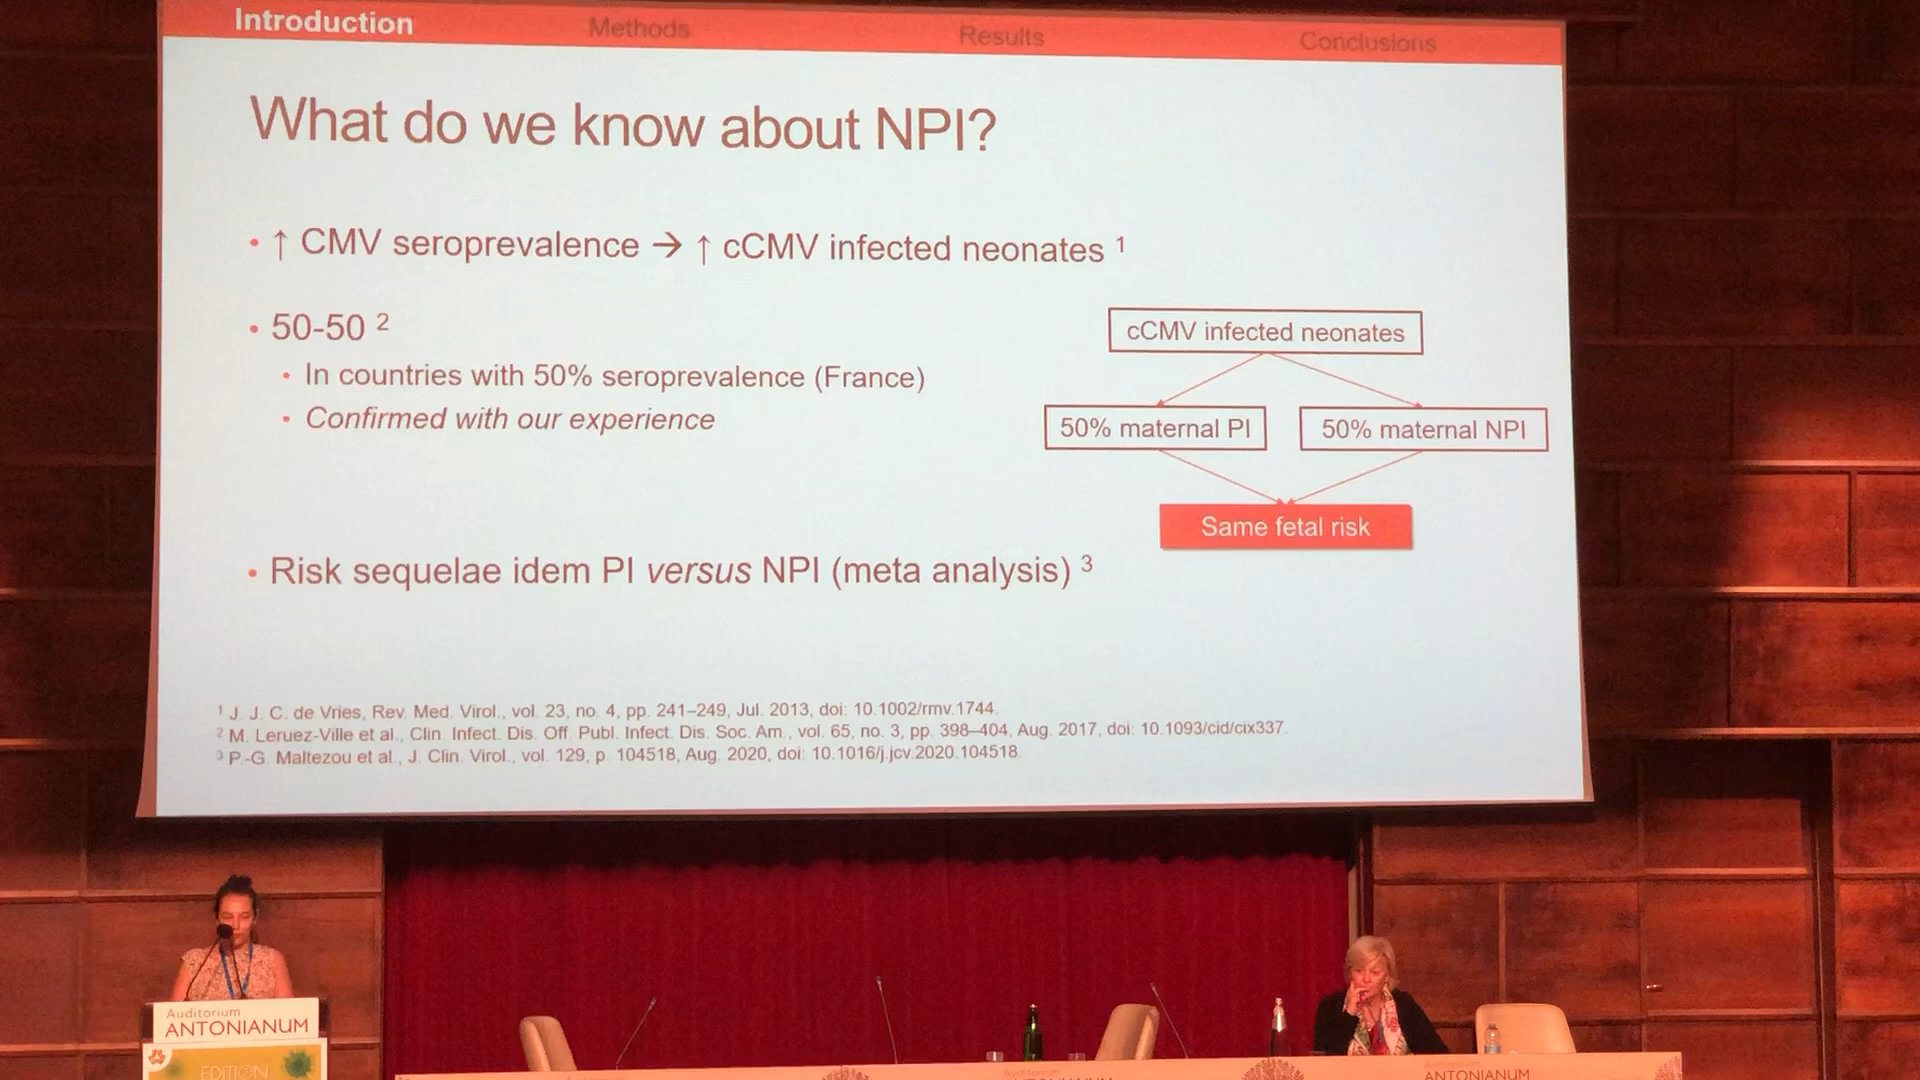 Introduction Methods Results Conclusions
What do we know about NPI?
• ↑ CMV seroprevalence → ↑ cCMV infected neonates 1
• 50-50 2
• In countries with 50% seroprevalence (France)
• Confirmed with our experience
cCMV infected neonates
50% maternal PI 50% maternal NPI
Same fetal risk
• Risk sequelae idem PI versus NPI (meta analysis) 3
1 J. J. C. de Vries, Rev. Med. Virol., vol. 23, no. 4, pp. 241–249, Jul. 2013, doi: 10.1002/rmv.1744.
2 M. Leruez-Ville et al., Clin. Infect. Dis. Off. Publ. Infect. Dis. Soc. Am., vol. 65, no. 3, pp. 398–404, Aug. 2017, doi: 10.1093/cid/cix337.
3 P.-G. Maltezou et al., J. Clin. Virol., vol. 129, p. 104518, Aug. 2020, doi: 10.1016/j.jcv.2020.104518.
Auditorium
ANTONIANUM
EDITION
Auditorium
ANTONIANUM
ANTONIANUM